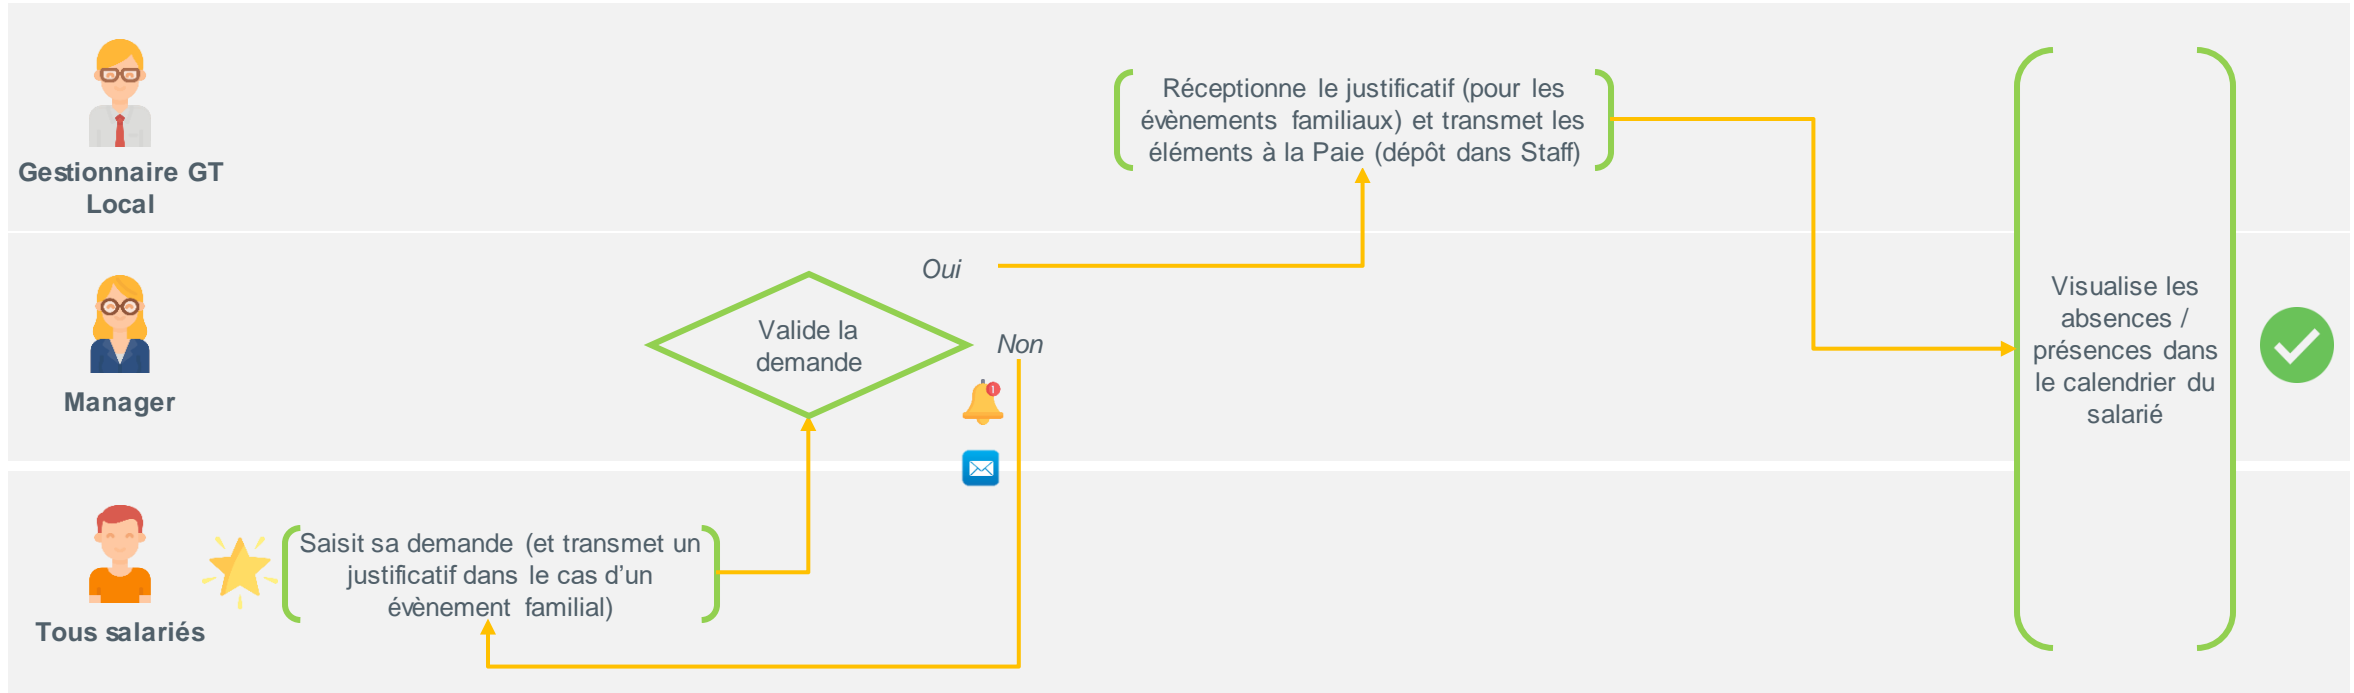 Gestionnaire GT
Local
Réceptionne le justificatif (pour les
évènements familiaux) et transmet les
éléments à la Paie (dépôt dans Staff)
Manager
Valide la
demande
Oui
Non
Visualise les
absences /
présences dans
le calendrier du
salarié
Tous salariés
Saisit sa demande (et transmet un
justificatif dans le cas d’un
évènement familial)